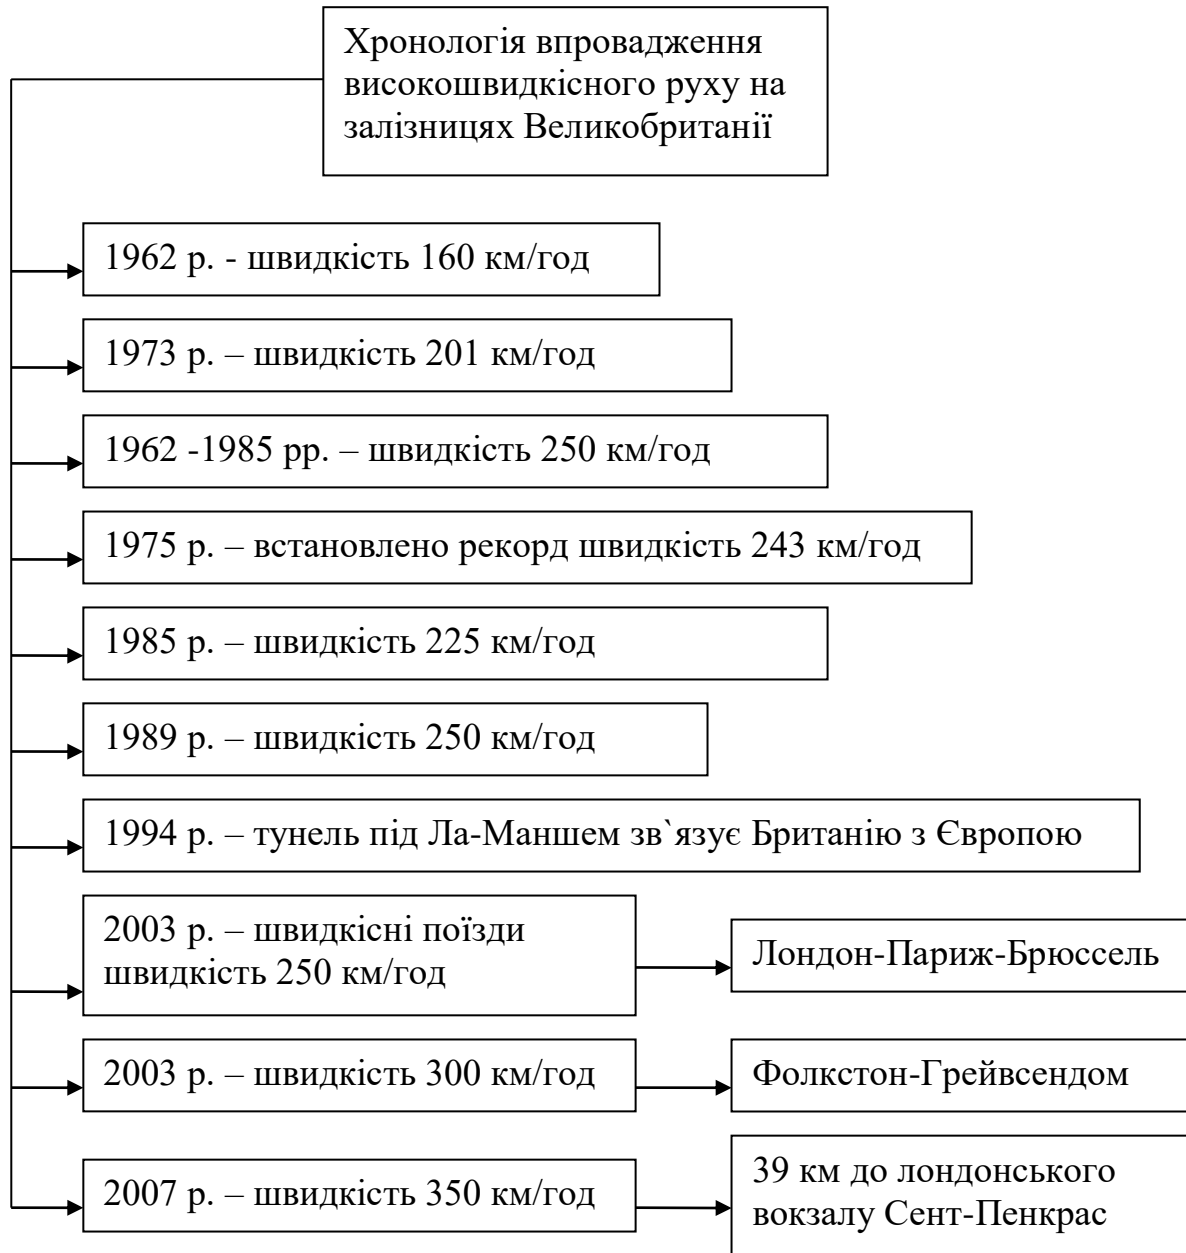 Хронологія впровадження
високошвидкісного руху на
залізницях Великобританії
1962 р. - швидкість 160 км/год
1973 р. – швидкість 201 км/год
1962 -1985 рр. – швидкість 250 км/год
1975 р. – встановлено рекорд швидкість 243 км/год
1985 р. – швидкість 225 км/год
1989 р. – швидкість 250 км/год
1994 р. – тунель під Ла-Маншем зв`язує Британію з Європою
2003 р. – швидкісні поїзди
швидкість 250 км/год
Лондон-Париж-Брюссель
2003 р. – швидкість 300 км/год
Фолкстон-Грейвсендом
2007 р. – швидкість 350 км/год
39 км до лондонського
вокзалу Сент-Пенкрас